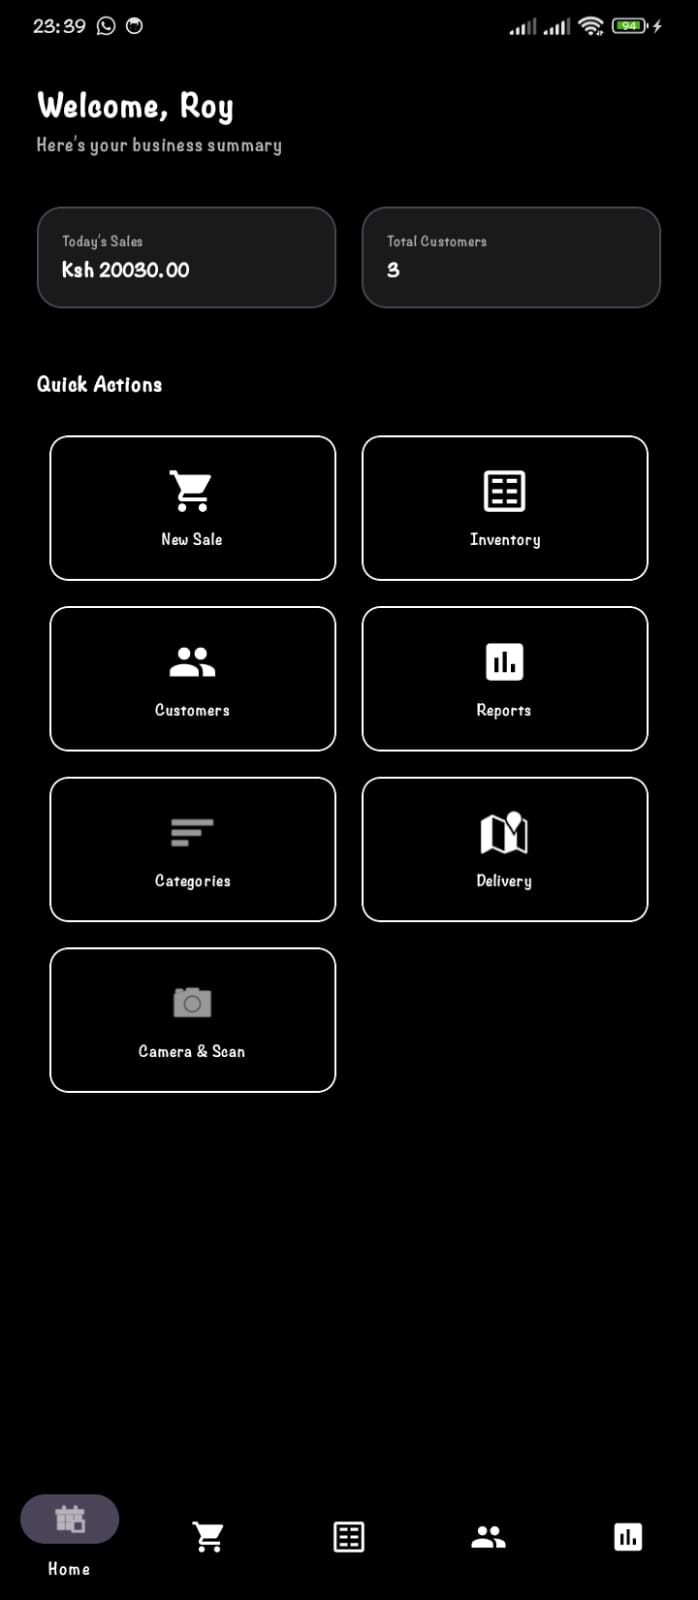 23:39
94
Welcome, Roy
Here's your business summary
Today's Sales
Ksh 20030.00
Total Customers
3
Quick Actions
New Sale
Inventory
Customers
Reports
Categories
Delivery
Camera & Scan
Home